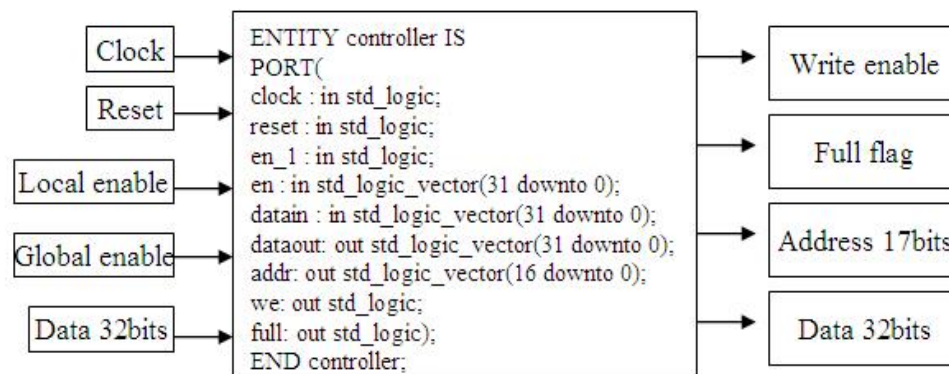 Clock
Reset
Local enable
Global enable
Data 32bits
ENTITY controller IS
PORT(
clock : in std_logic;
reset : in std_logic;
en_1 : in std_logic;
en : in std_logic_vector(31 downto 0);
datain : in std_logic_vector(31 downto 0);
dataout: out std_logic_vector(31 downto 0);
addr: out std_logic_vector(16 downto 0);
we: out std_logic;
full: out std_logic);
END controller;
Write enable
Full flag
Address 17bits
Data 32bits